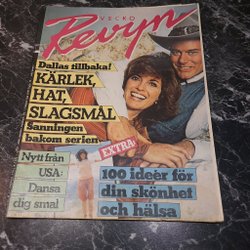 VECKO
Revyn
Dallas tillbaka!
KÄRLEK,
HAT,
SLAGSMÅL
Sanningen
bakom serien
EXTRA:
Nytt från
USA:
Dansa
dig smal
100 ideér för
din skönhet
och hälsa